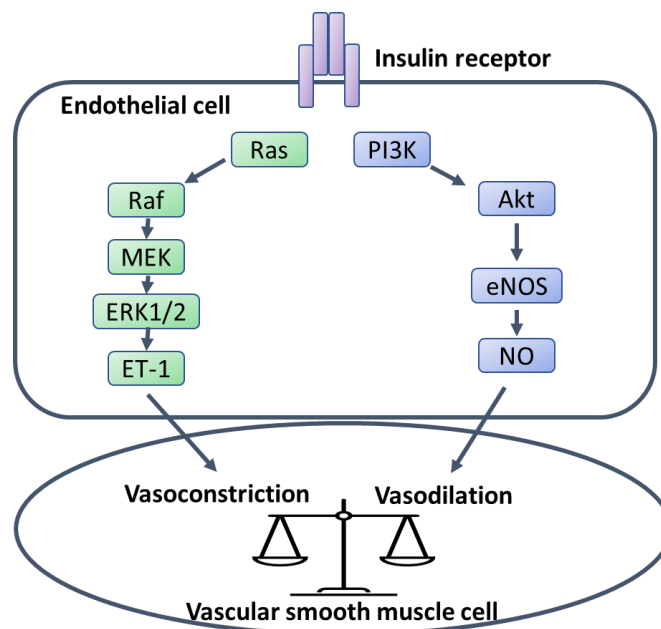 Insulin receptor
Endothelial cell
Ras
PI3K
Raf
Akt
MEK
eNOS
ERK1/2
NO
ET-1
Vasoconstriction
Vasodilation
Vascular smooth muscle cell